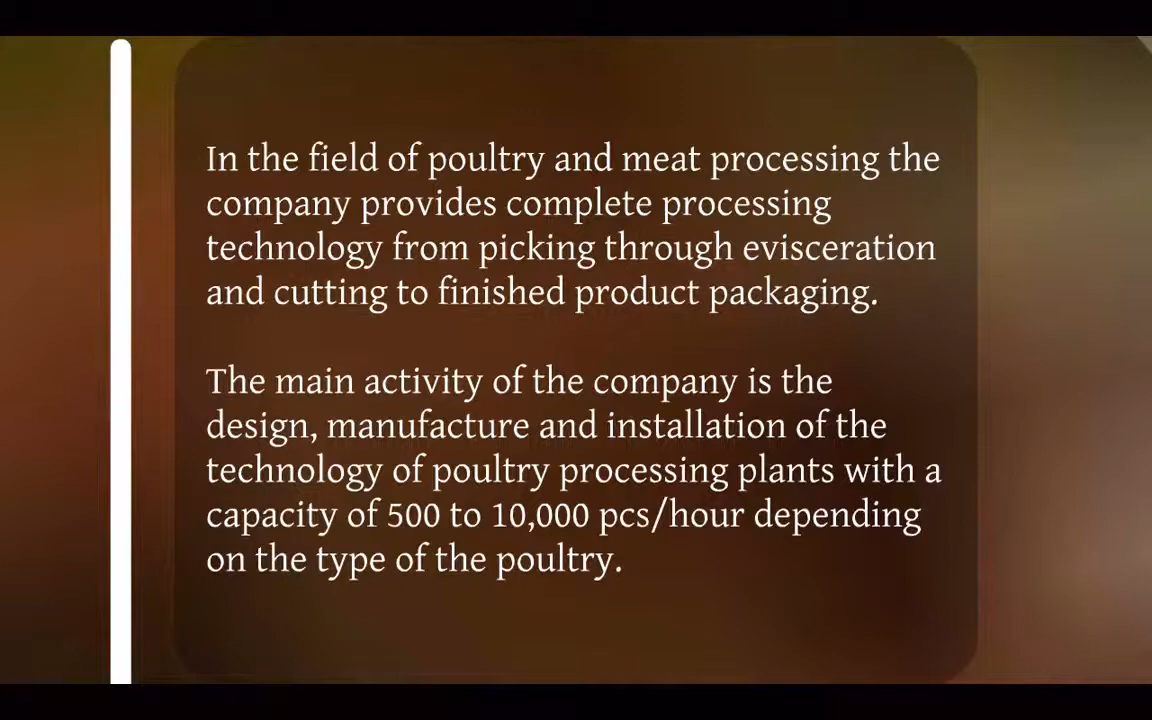 In the field of poultry and meat processing the
company provides complete processing
technology from picking through evisceration
and cutting to finished product packaging.
The main activity of the company is the
design, manufacture and installation of the
technology of poultry processing plants with a
capacity of 500 to 10,000 pcs/hour depending
on the type of the poultry.